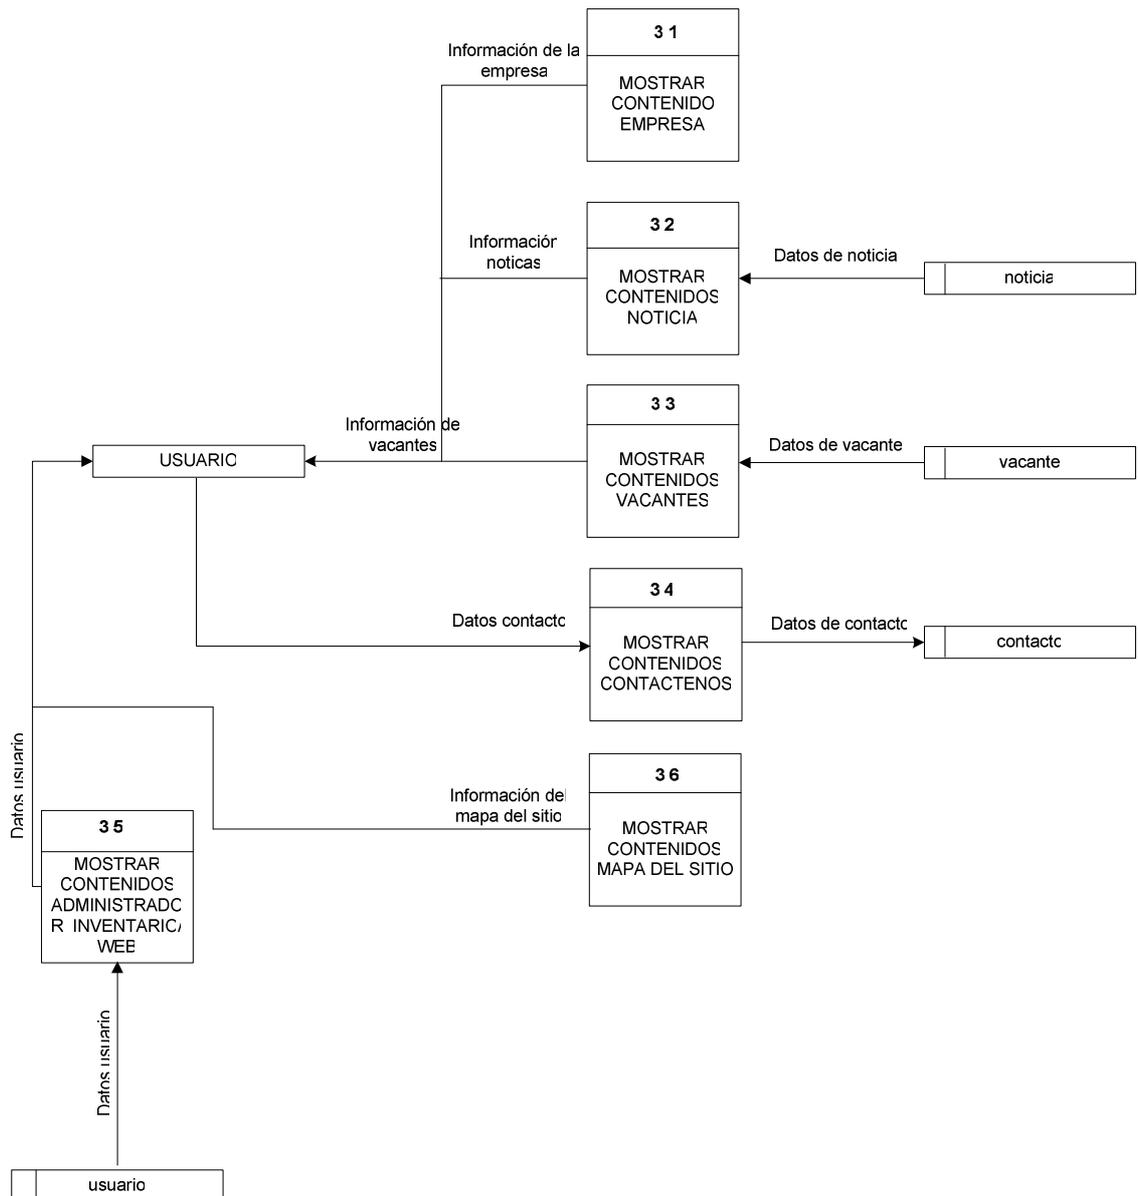 3 1
Información de la
empresa
MOSTRAR
CONTENIDO
EMPRESA
3 2
Información
noticas
MOSTRAR
CONTENIDOS
NOTICIA
Datos de noticia
noticia
3 3
Información de
vacantes
USUARIO
MOSTRAR
CONTENIDOS
VACANTES
Datos de vacante
vacante
3 4
Datos contacto
MOSTRAR
CONTENIDOS
CONTACTENOS
Datos de contacto
contacto
3 6
Información del
mapa del sitio
MOSTRAR
CONTENIDOS
MAPA DEL SITIO
Datos usuario
3 5
MOSTRAR
CONTENIDOS
ADMINISTRADO
R INVENTARIO/
WEB
Datos usuario
usuario